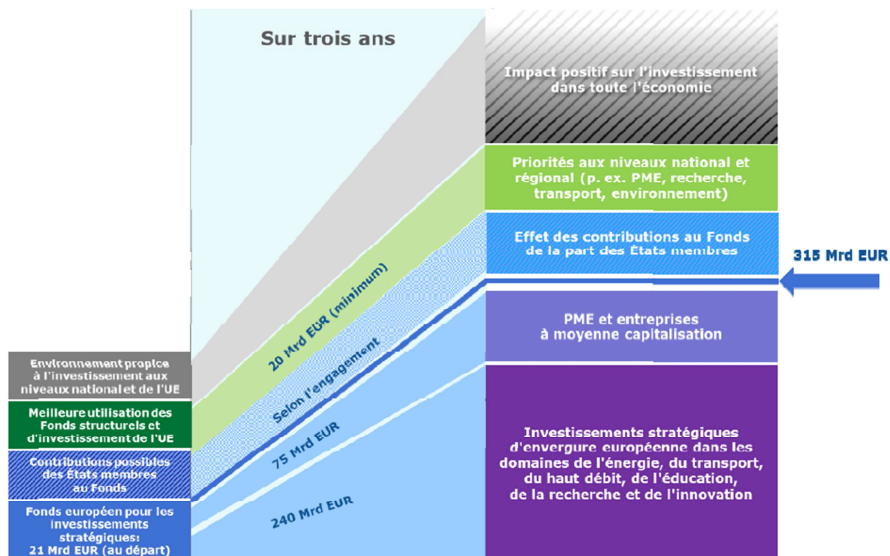 Sur trois ans
Impact positif sur l'investissement
dans toute l'économie
Priorités aux niveaux national et
régional (p. ex. PME, recherche,
transport, environnement)
Effet des contributions au Fonds
de la part des États membres
315 Mrd EUR
20 Mrd EUR (minimum)
Selon l'engagement
75 Mrd EUR
240 Mrd EUR
PME et entreprises
à moyenne capitalisation
Investissements stratégiques
d'envergure européenne dans les
domaines de l'énergie, du transport,
du haut débit, de l'éducation,
de la recherche et de l'innovation
Environnement propice
à l'investissement aux
niveaux national et de l'UE
Meilleure utilisation des
Fonds structurels et
d'investissement de l'UE
Contributions possibles
des États membres
au Fonds
Fonds européen pour les
investissements
stratégiques:
21 Mrd EUR (au départ)